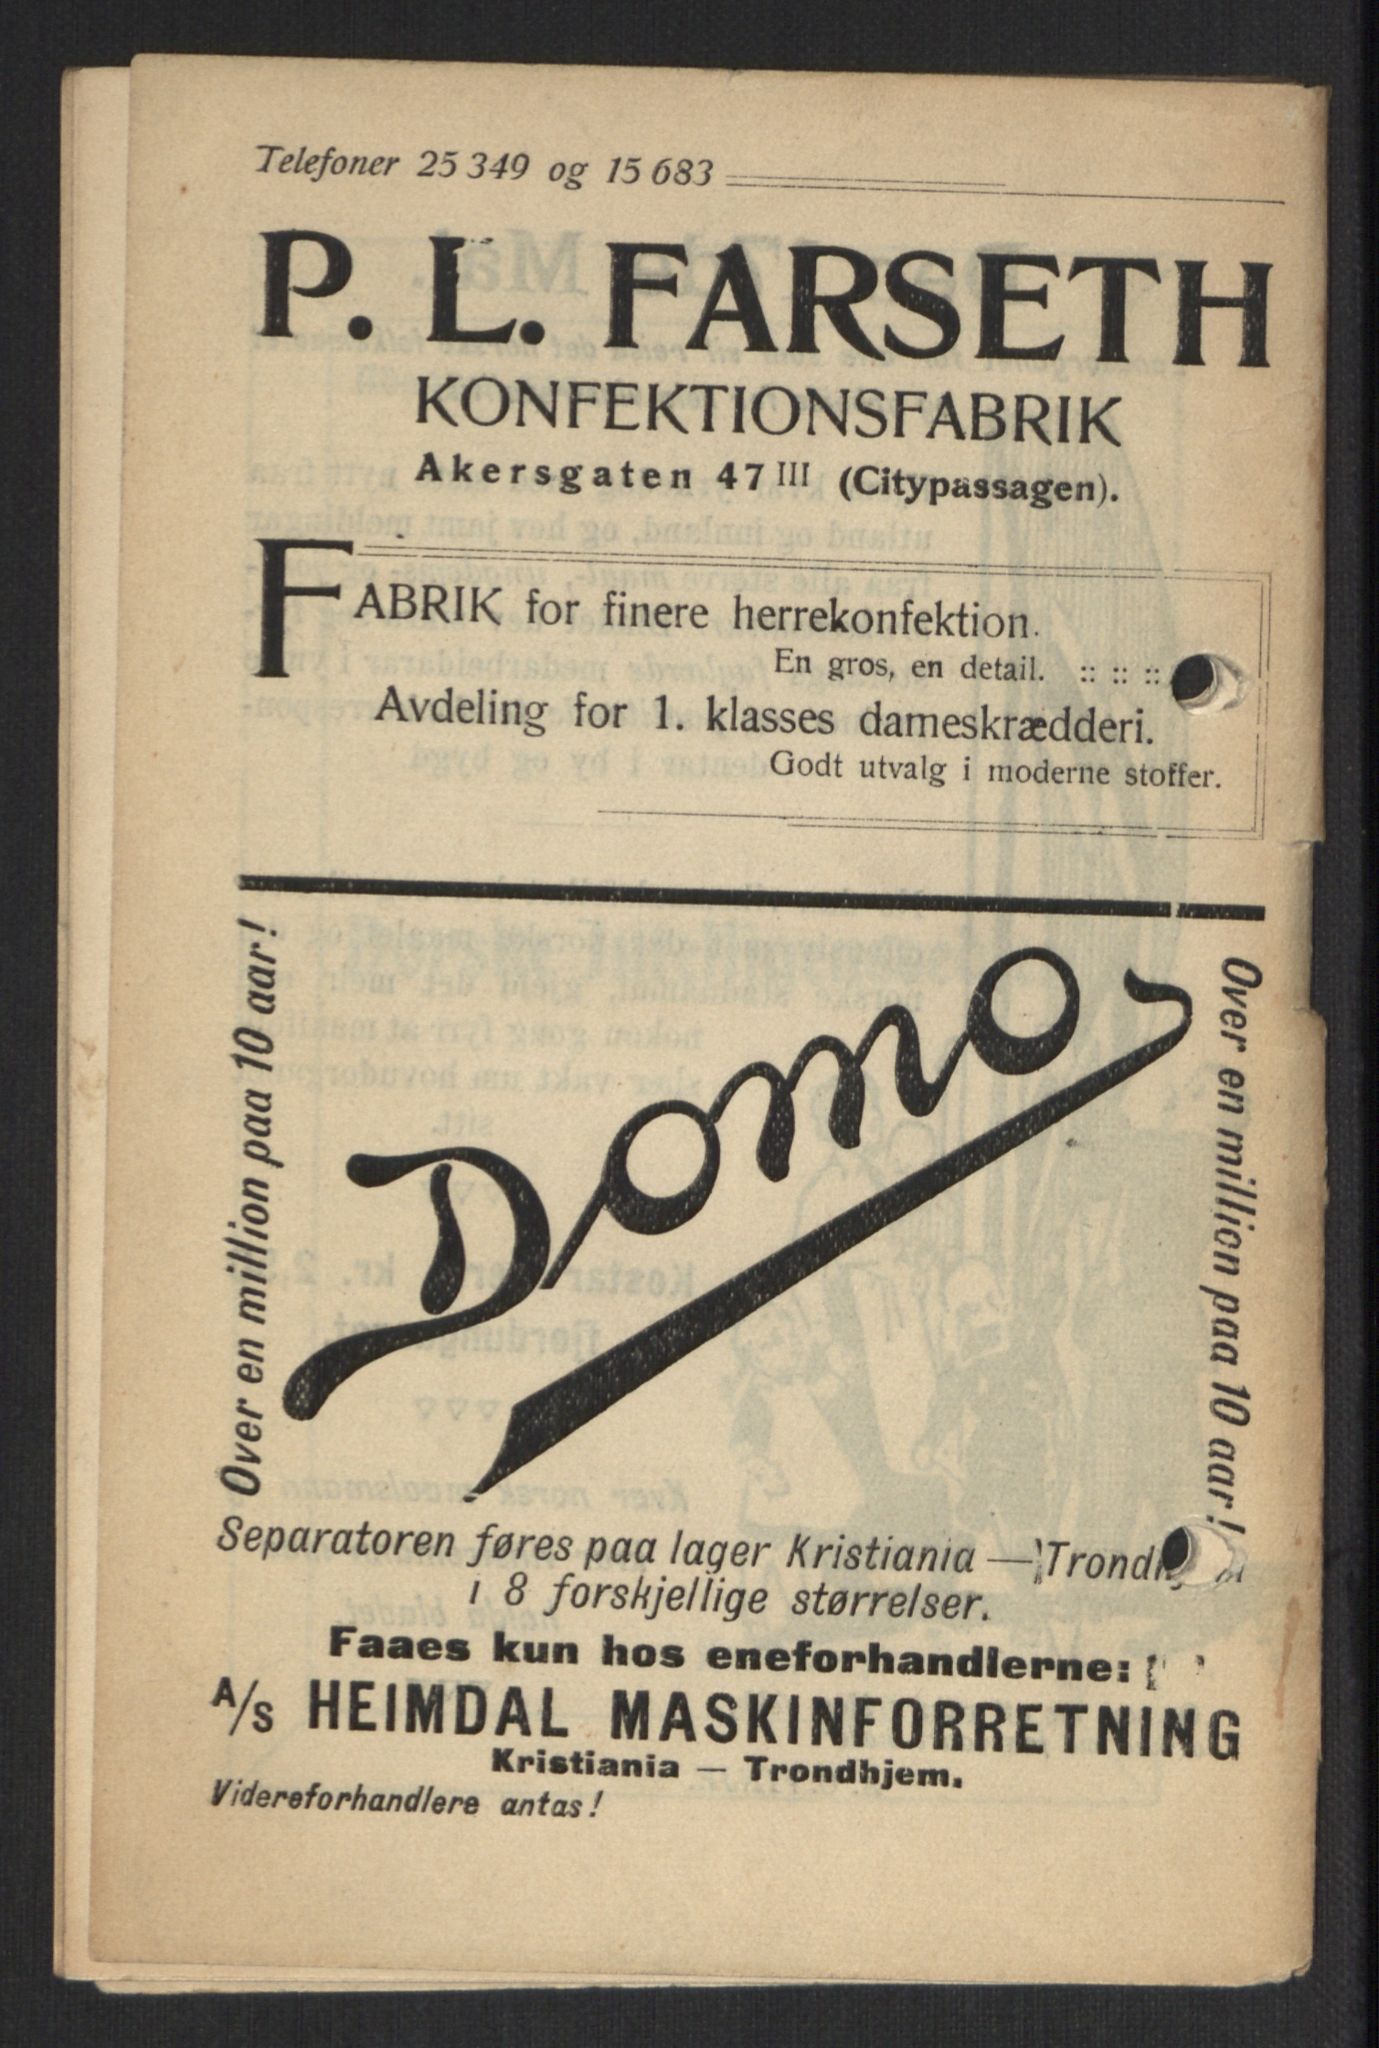 Telefoner 25 349 og 15 683
P. L. FARSETH
KONFEKTIONSFABRIK
Akersgaten 47 III (Citypassagen).
FABRIK for finere herrekonfektion.
En gros, en detail. :: :: ::
Avdeling for 1. klasses dameskrædderi.
Godt utvalg i moderne stoffer.
Over en million paa 10 aar!
Domo
Over en million paa 10 aar!
Separatoren føres paa lager Kristiania —
i 8 forskjellige størrelser.
Faaes kun hos eneforhandlerne:
A/s HEIMDAL MASKINFORRETNING
Kristiania — Trondhjem.
Videreforhandlere antas!